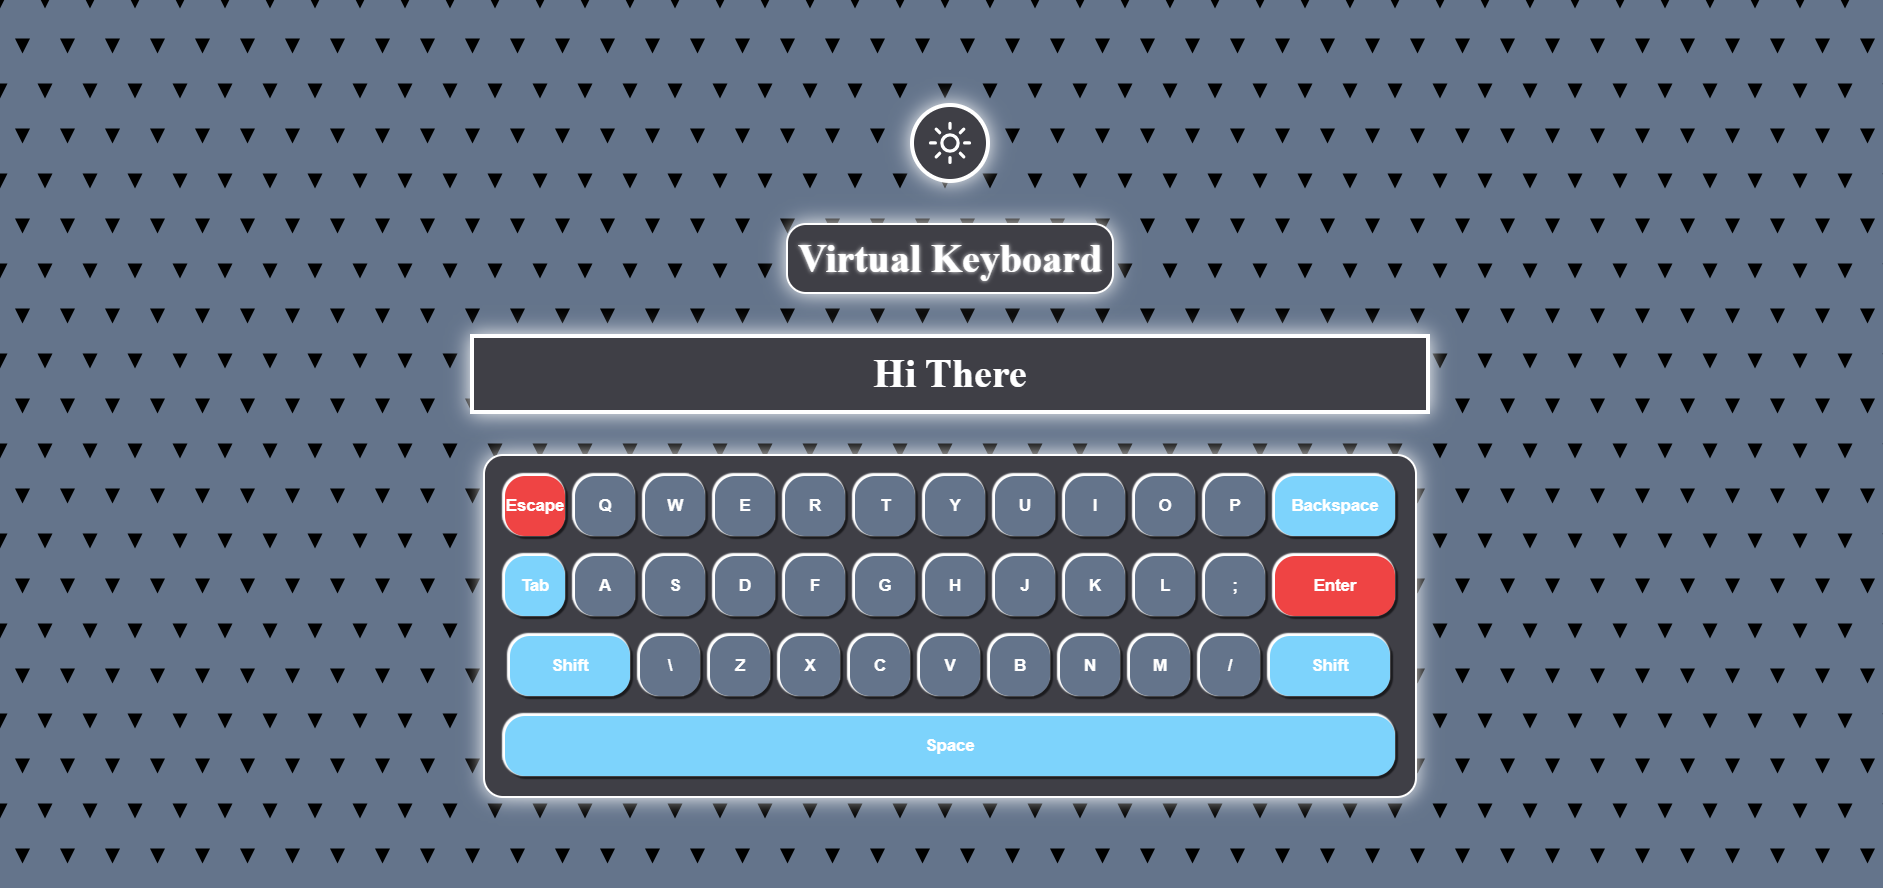 Virtual Keyboard
Hi There
Escape Q W E R T Y U I O P Backspace
Tab A S D F G H J K L ; Enter
Shift \ Z X C V B N M / Shift
Space